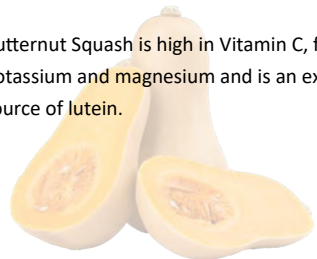 utternut Squash is high in Vitamin C, f
otassium and magnesium and is an ex
ource of lutein.